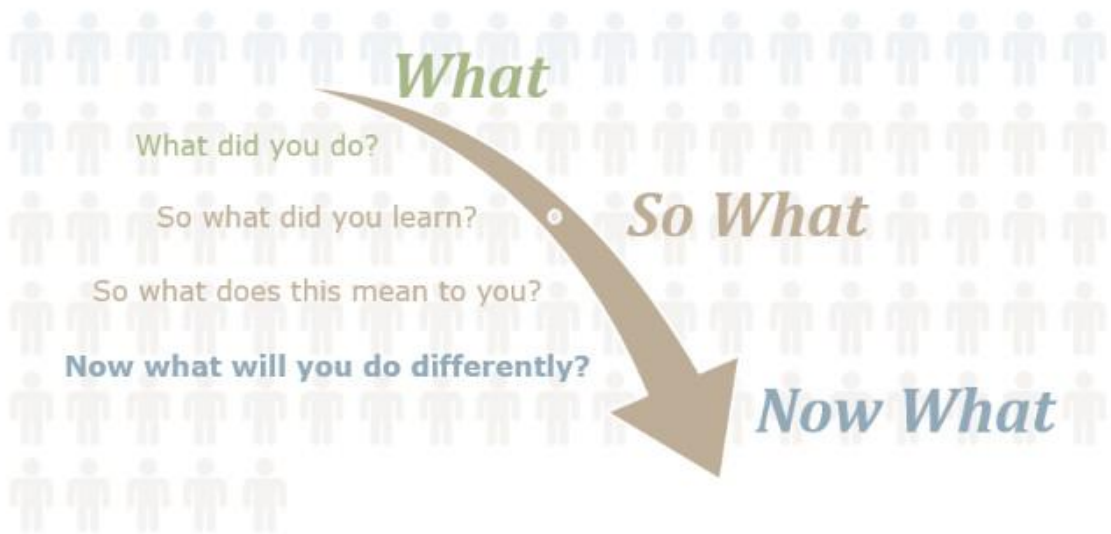 What
What did you do?
So what did you learn?
So What
So what does this mean to you?
Now what will you do differently?
Now What